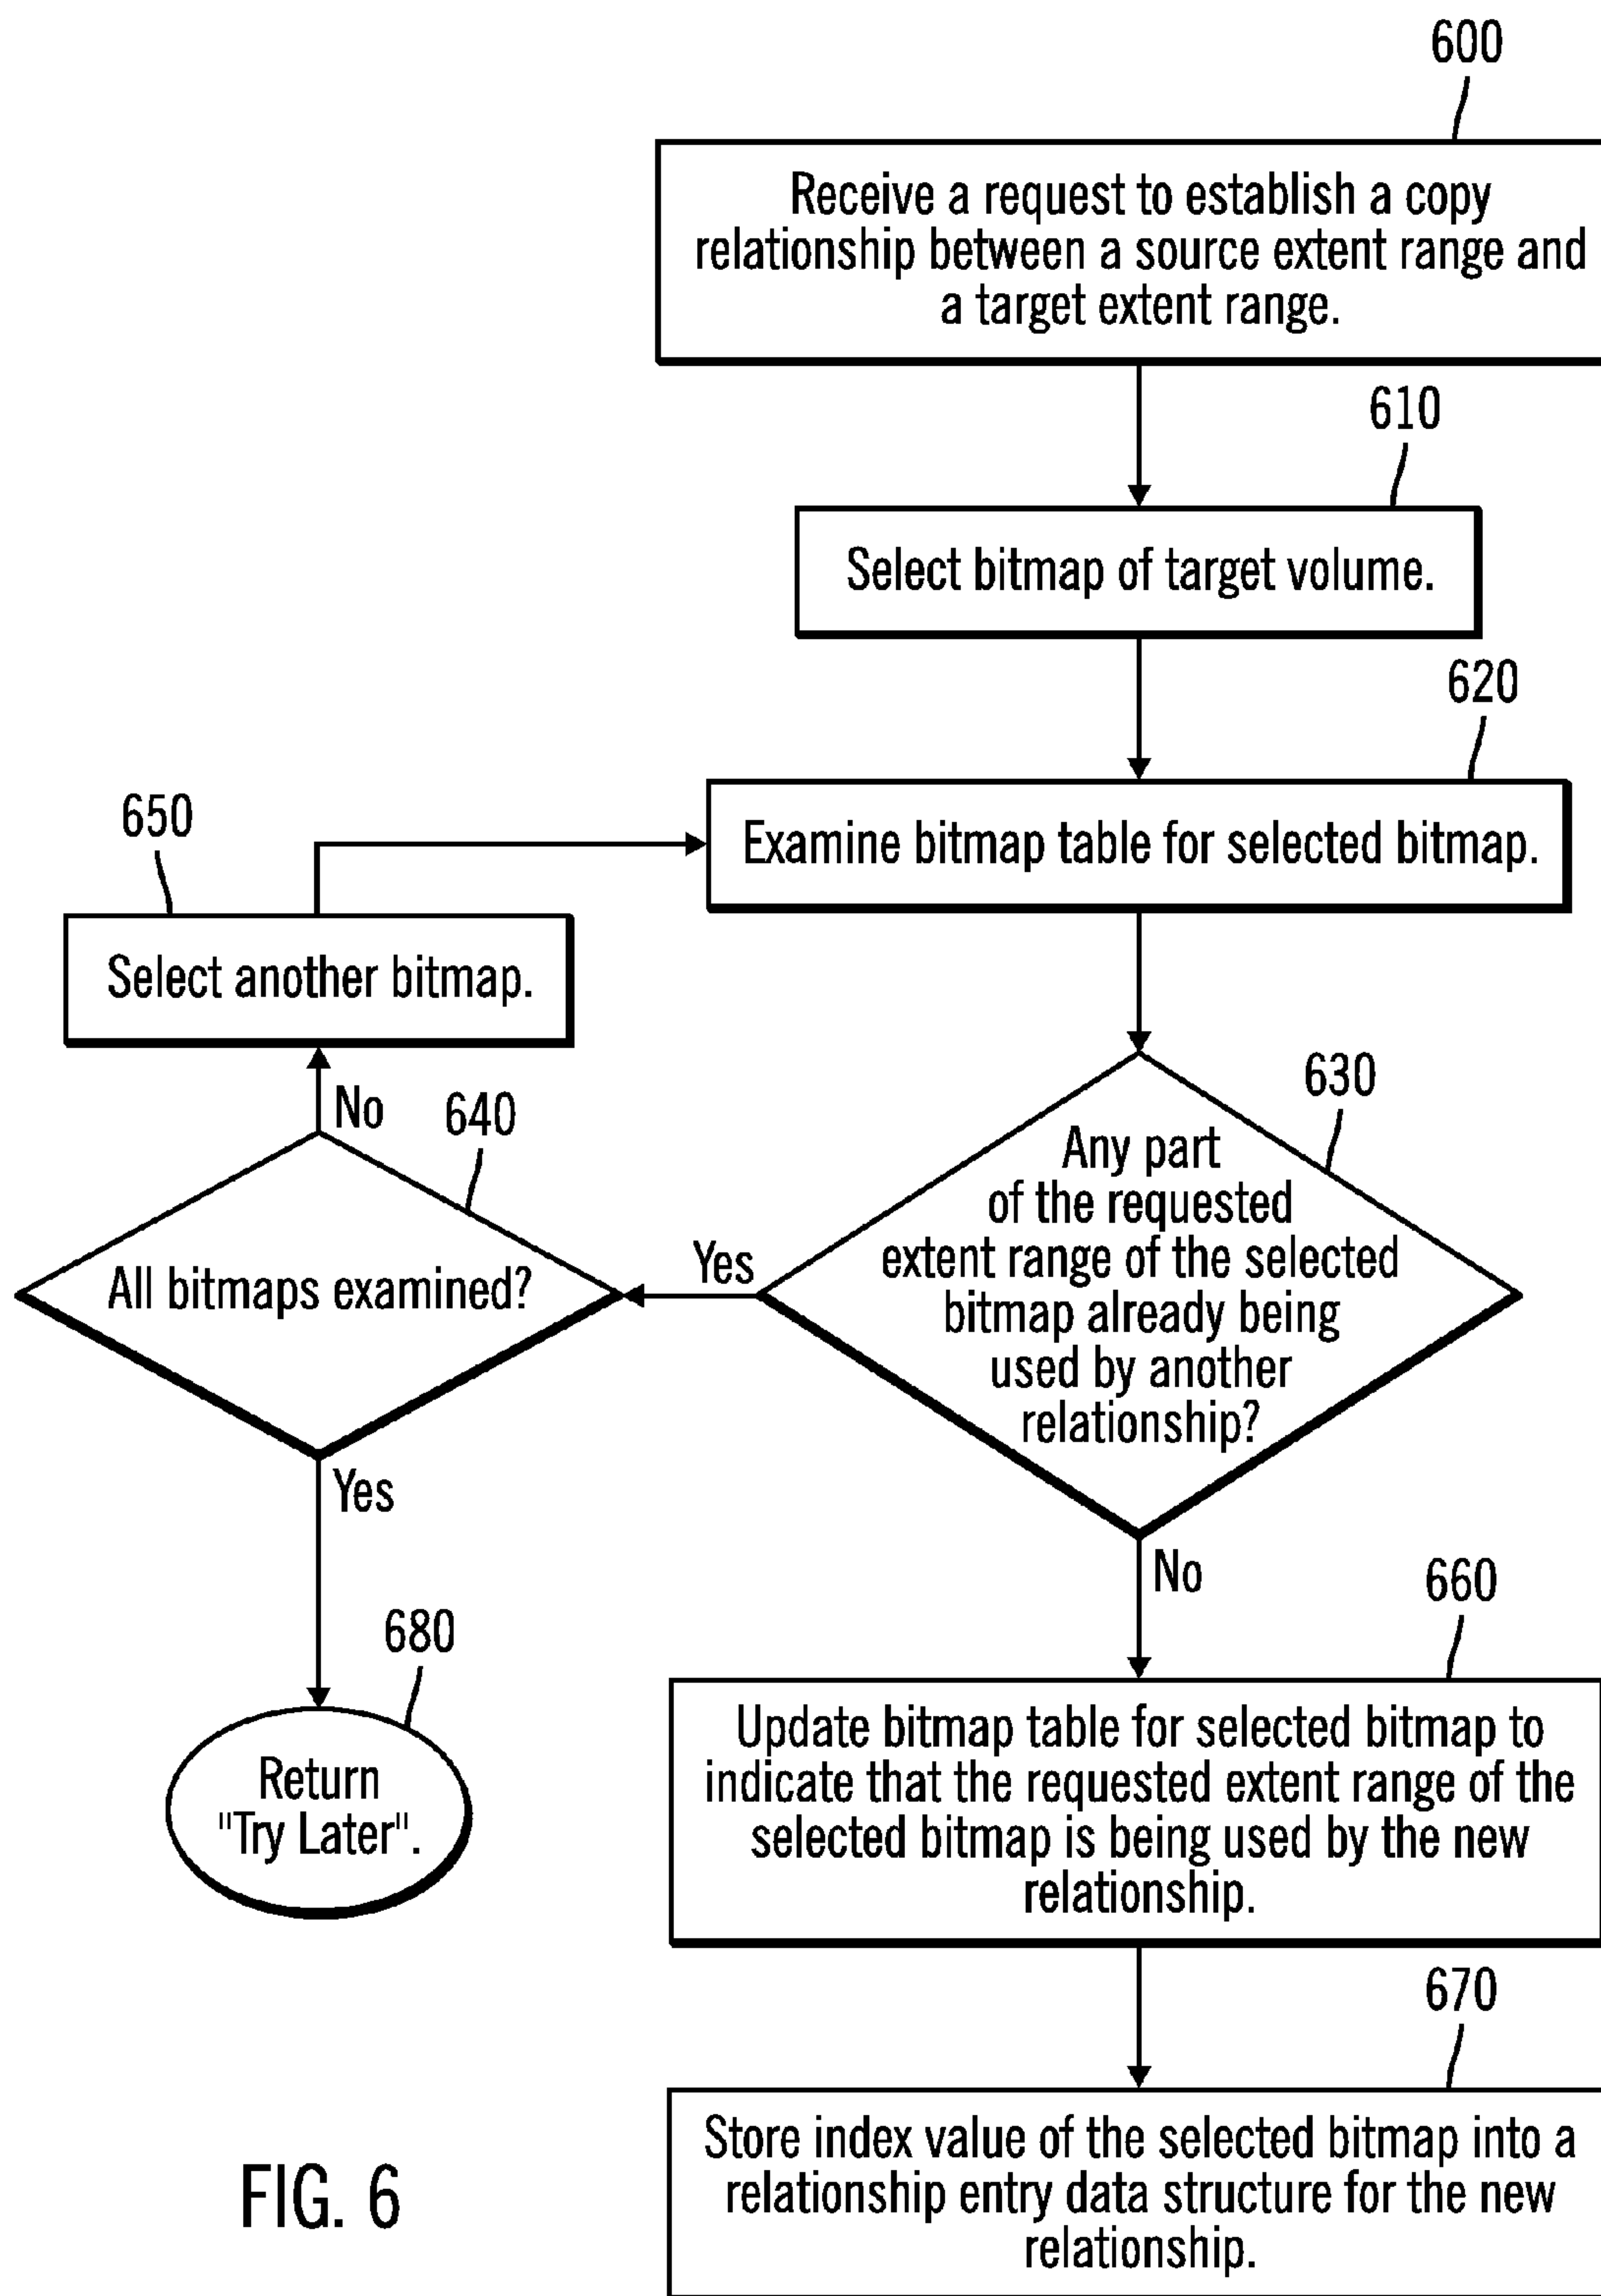 600
Receive a request to establish a copy
relationship between a source extent range and
a target extent range.
610
Select bitmap of target volume.
620
Examine bitmap table for selected bitmap.
650
Select another bitmap.
No
640
All bitmaps examined?
Yes
630
Any part
of the requested
extent range of the selected
bitmap already being
used by another
relationship?
Yes
No
680
Return
"Try Later".
660
Update bitmap table for selected bitmap to
indicate that the requested extent range of the
selected bitmap is being used by the new
relationship.
670
Store index value of the selected bitmap into a
relationship entry data structure for the new
relationship.
FIG. 6